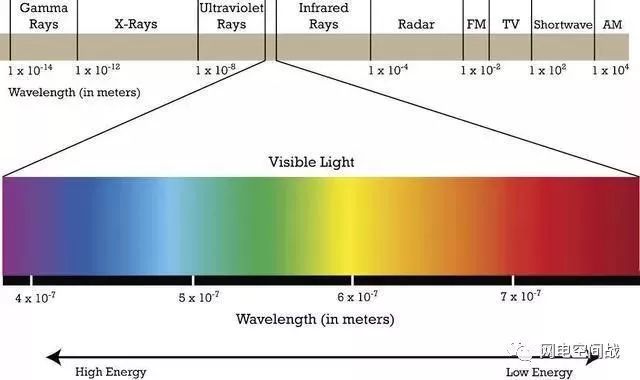 Gamma Rays X-Rays Ultraviolet Rays Infrared Rays Radar FM TV Shortwave AM
1 x 10-14 1 x 10-12 1 x 10-8 1 x 10-4 1 x 10-2 1 x 102 1 x 104
Wavelength (in meters)
Visible Light
4 x 10-7 5 x 10-7 6 x 10-7 7 x 10-7
Wavelength (in meters)
High Energy Low Energy
网电空间战